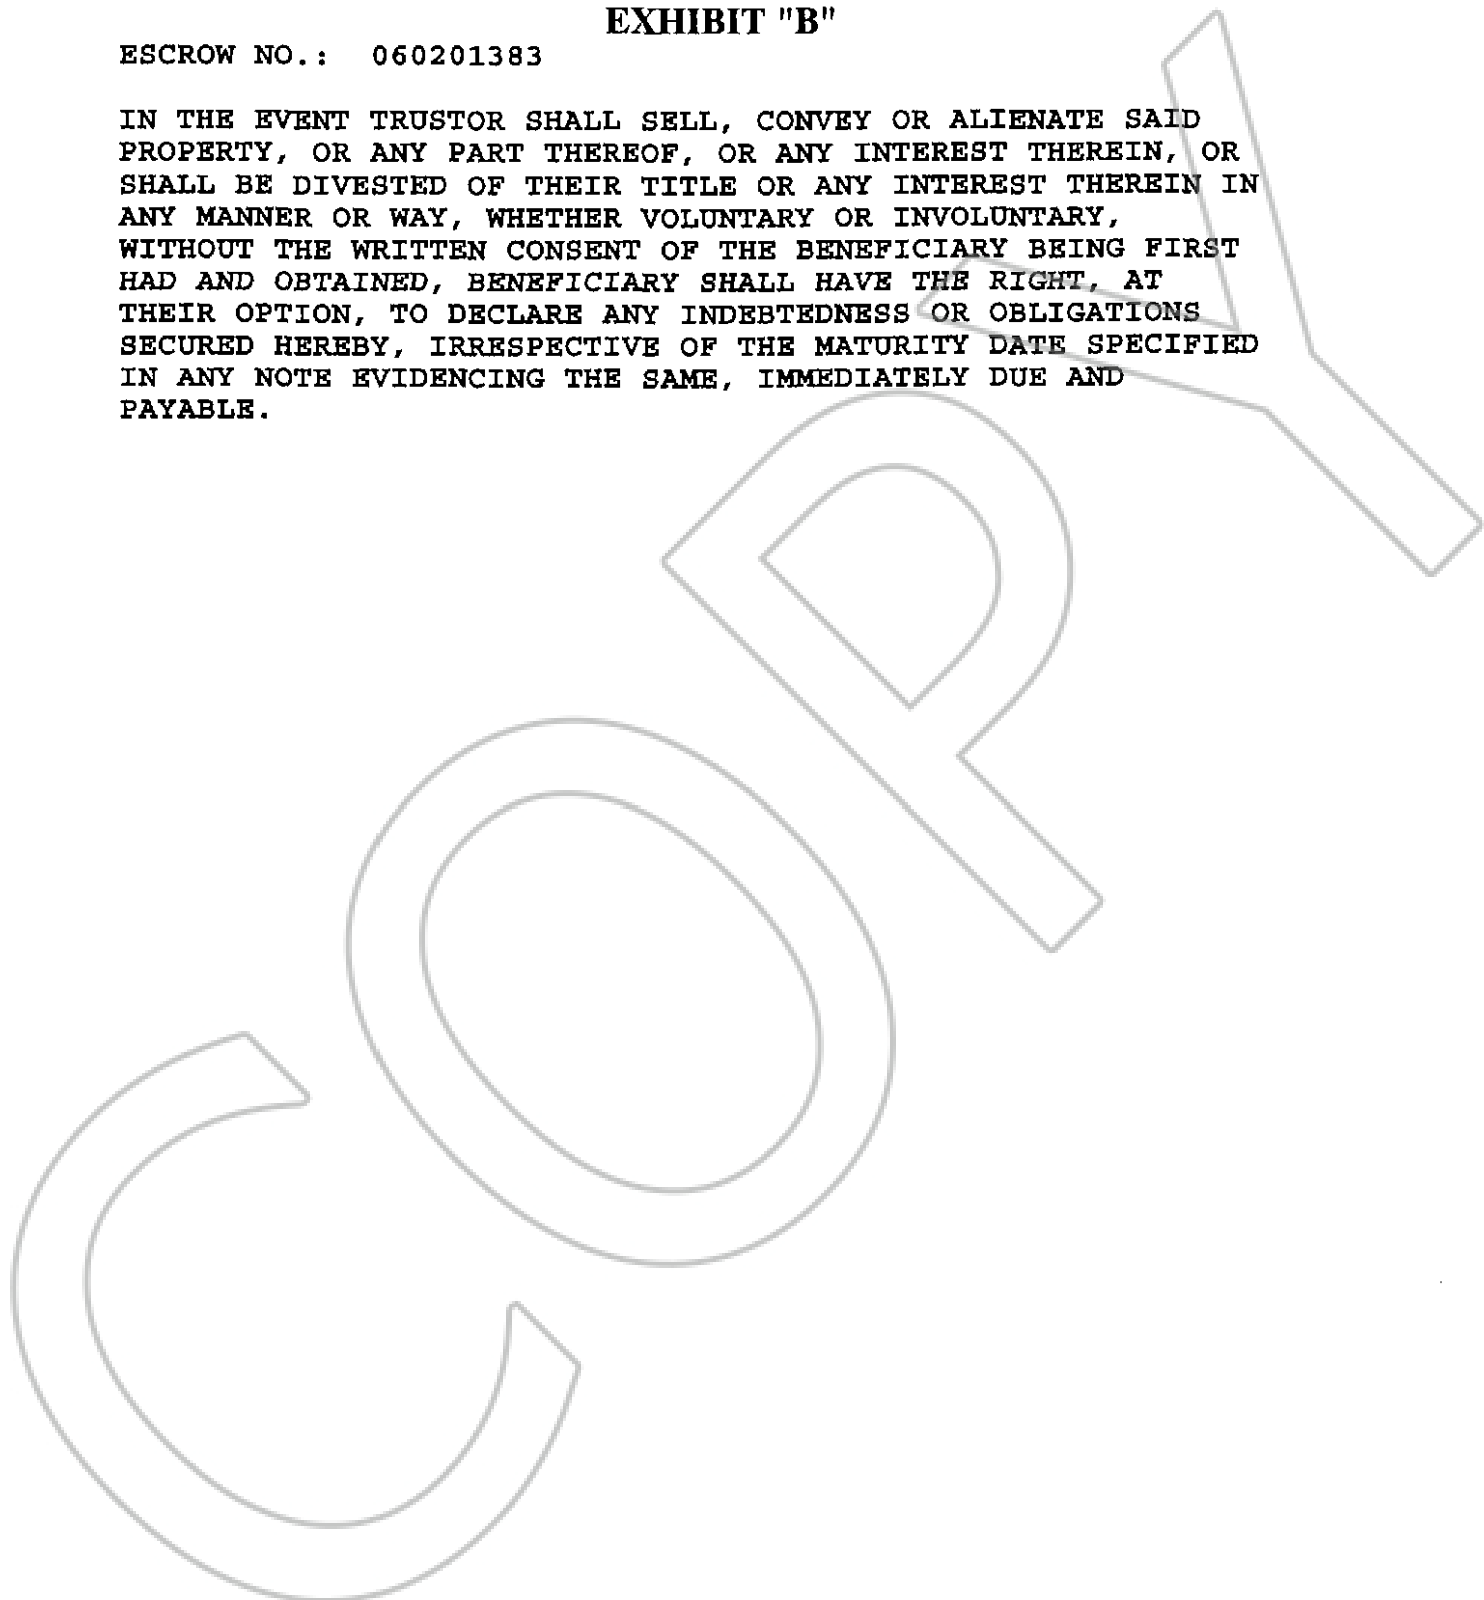 EXHIBIT "B"
ESCROW NO.: 060201383
IN THE EVENT TRUSTOR SHALL SELL, CONVEY OR ALIENATE SAID
PROPERTY, OR ANY PART THEREOF, OR ANY INTEREST THEREIN, OR
SHALL BE DIVESTED OF THEIR TITLE OR ANY INTEREST THEREIN IN
ANY MANNER OR WAY, WHETHER VOLUNTARY OR INVOLUNTARY,
WITHOUT THE WRITTEN CONSENT OF THE BENEFICIARY BEING FIRST
HAD AND OBTAINED, BENEFICIARY SHALL HAVE THE RIGHT, AT
THEIR OPTION, TO DECLARE ANY INDEBTEDNESS OR OBLIGATIONS
SECURED HEREBY, IRRESPECTIVE OF THE MATURITY DATE SPECIFIED
IN ANY NOTE EVIDENCING THE SAME, IMMEDIATELY DUE AND
PAYABLE.
COPY